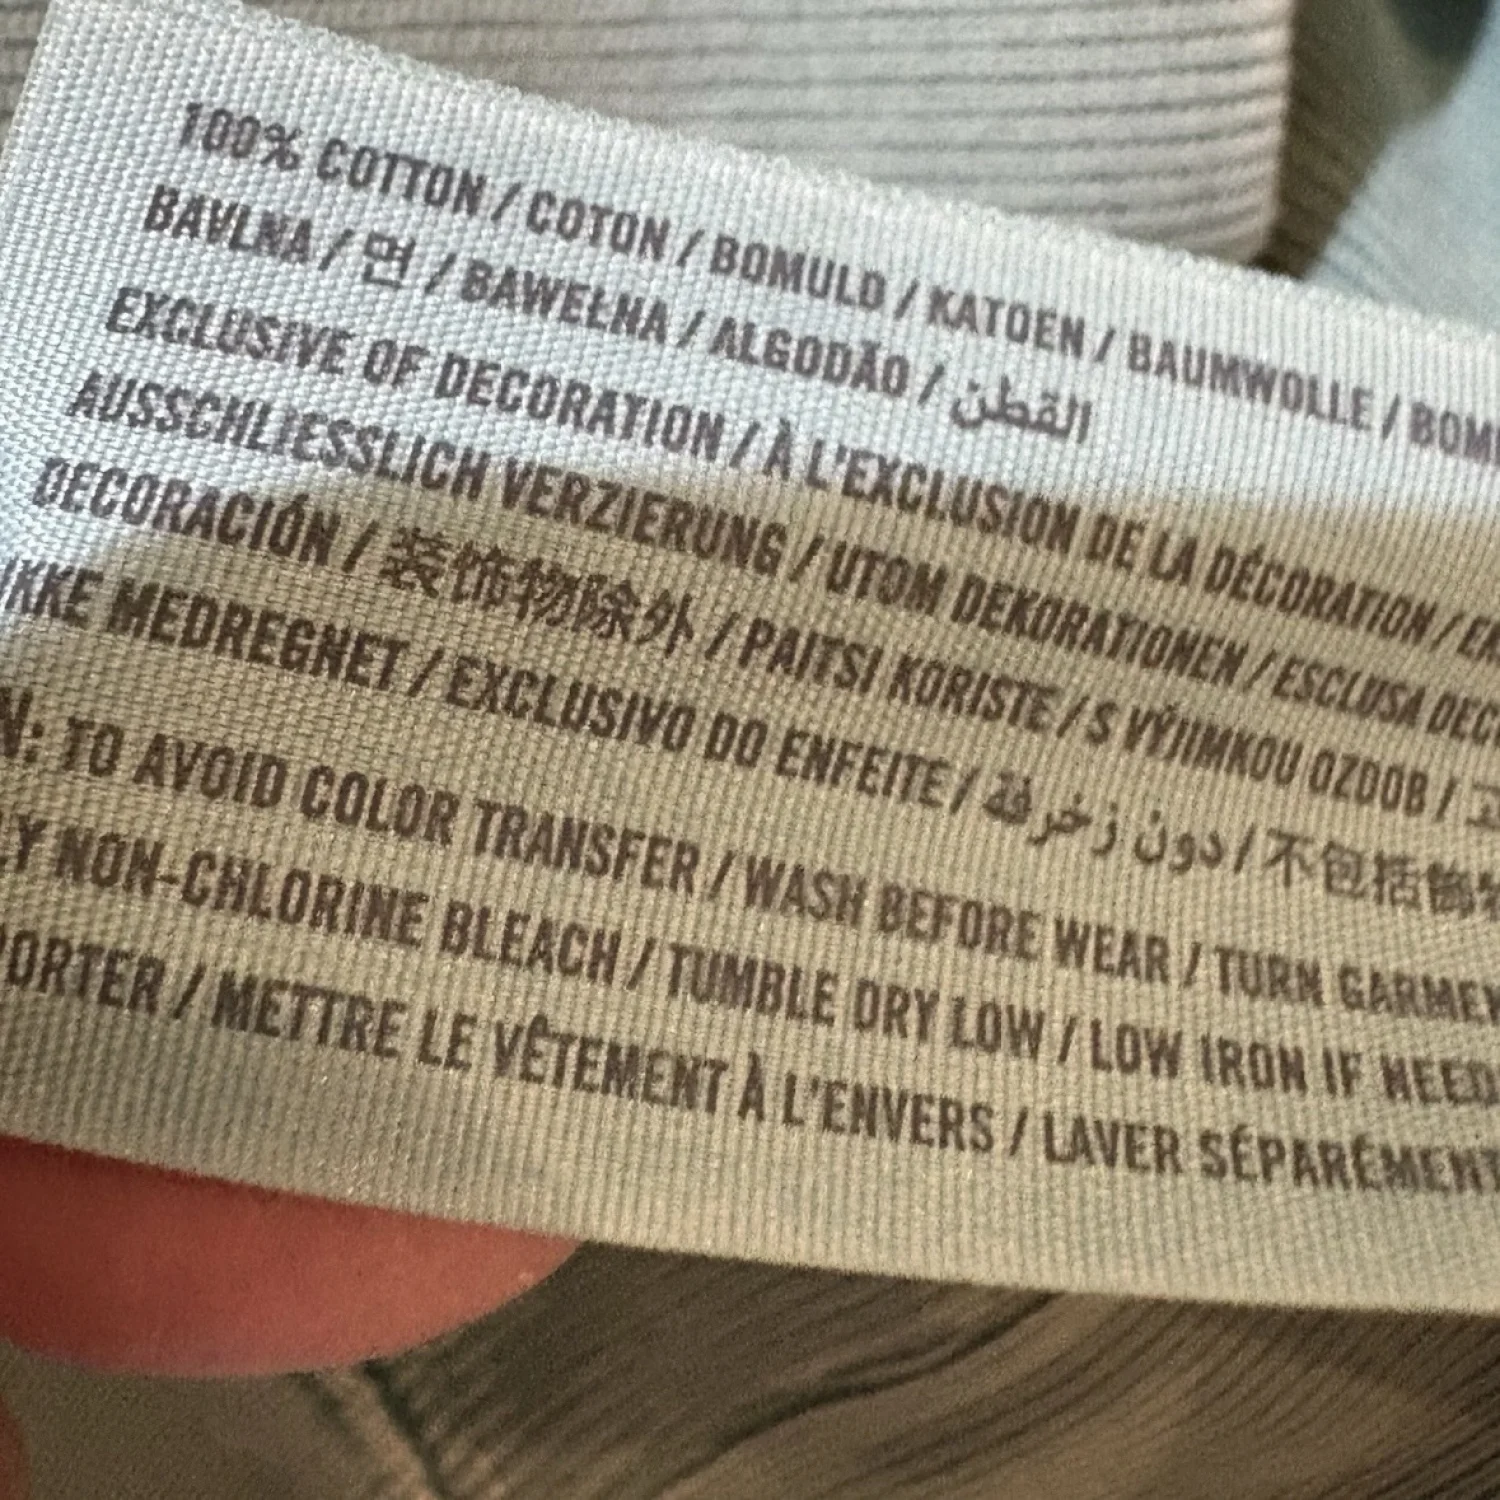 100% COTTON / COTON / BOMULD / KATOEN / BAUMWOLLE /
BAVLNA / 면 / BAWEŁNA / ALGODÃO / القطن
EXCLUSIVE OF DECORATION / À L'EXCLUSION DE LA DÉCORATION /
AUSSCHLIESSLICH VERZIERUNG / UTOM DEKORATIONEN / ESCLUSA
DECORACIÓN / 装饰物除外 / PAITSI KORISTE / S VÝJIMKOU OZDOB /
IKKE MEDREGNET / EXCLUSIVO DO ENFEITE / دون زخرفة / 不包括飾
TO AVOID COLOR TRANSFER / WASH BEFORE WEAR / TURN
NON-CHLORINE BLEACH / TUMBLE DRY LOW / LOW IRON IF
/ METTRE LE VÊTEMENT À L'ENVERS / LAVER SÉPARÉMENT